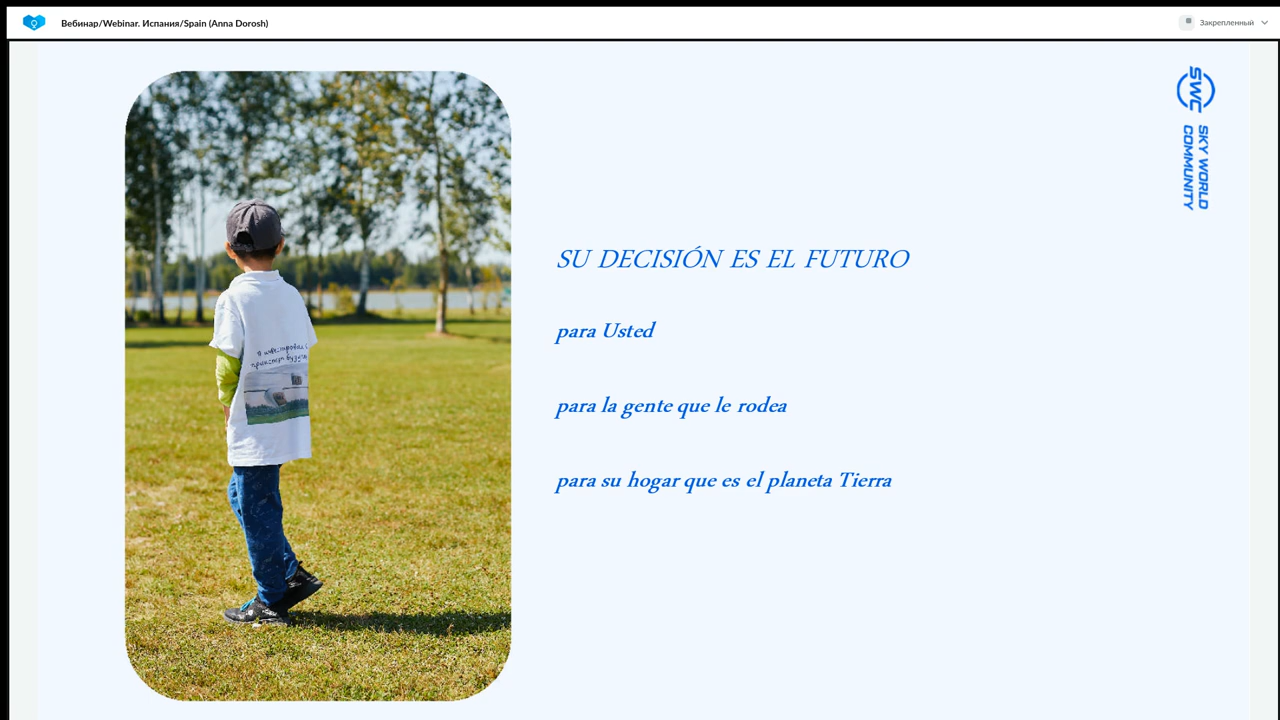 Вебинар/Webinar. Испания/Spain (Anna Dorosh)
Закрепленный
SWC
SKY WORLD
COMMUNITY
SU DECISIÓN ES EL FUTURO
para Usted
para la gente que le rodea
para su hogar que es el planeta Tierra